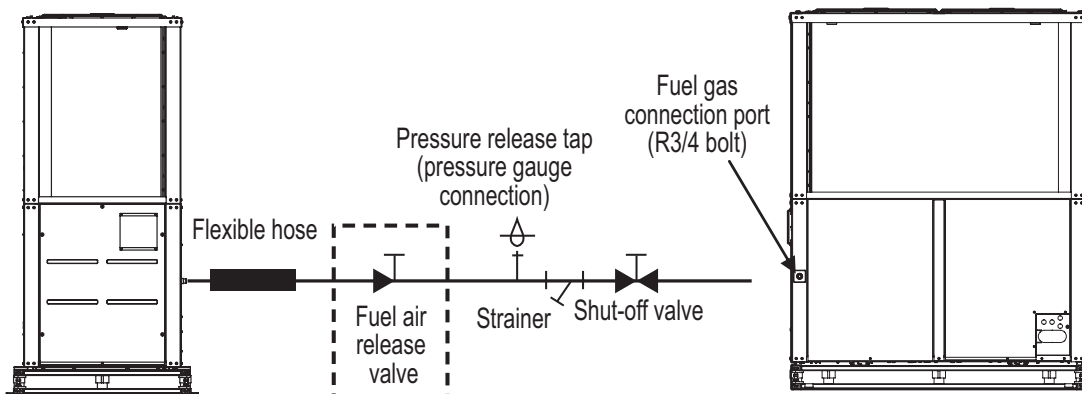 Fuel gas
connection port
(R3/4 bolt)
Pressure release tap
(pressure gauge
connection)
Flexible hose
Fuel air
release
valve
Strainer
Shut-off valve